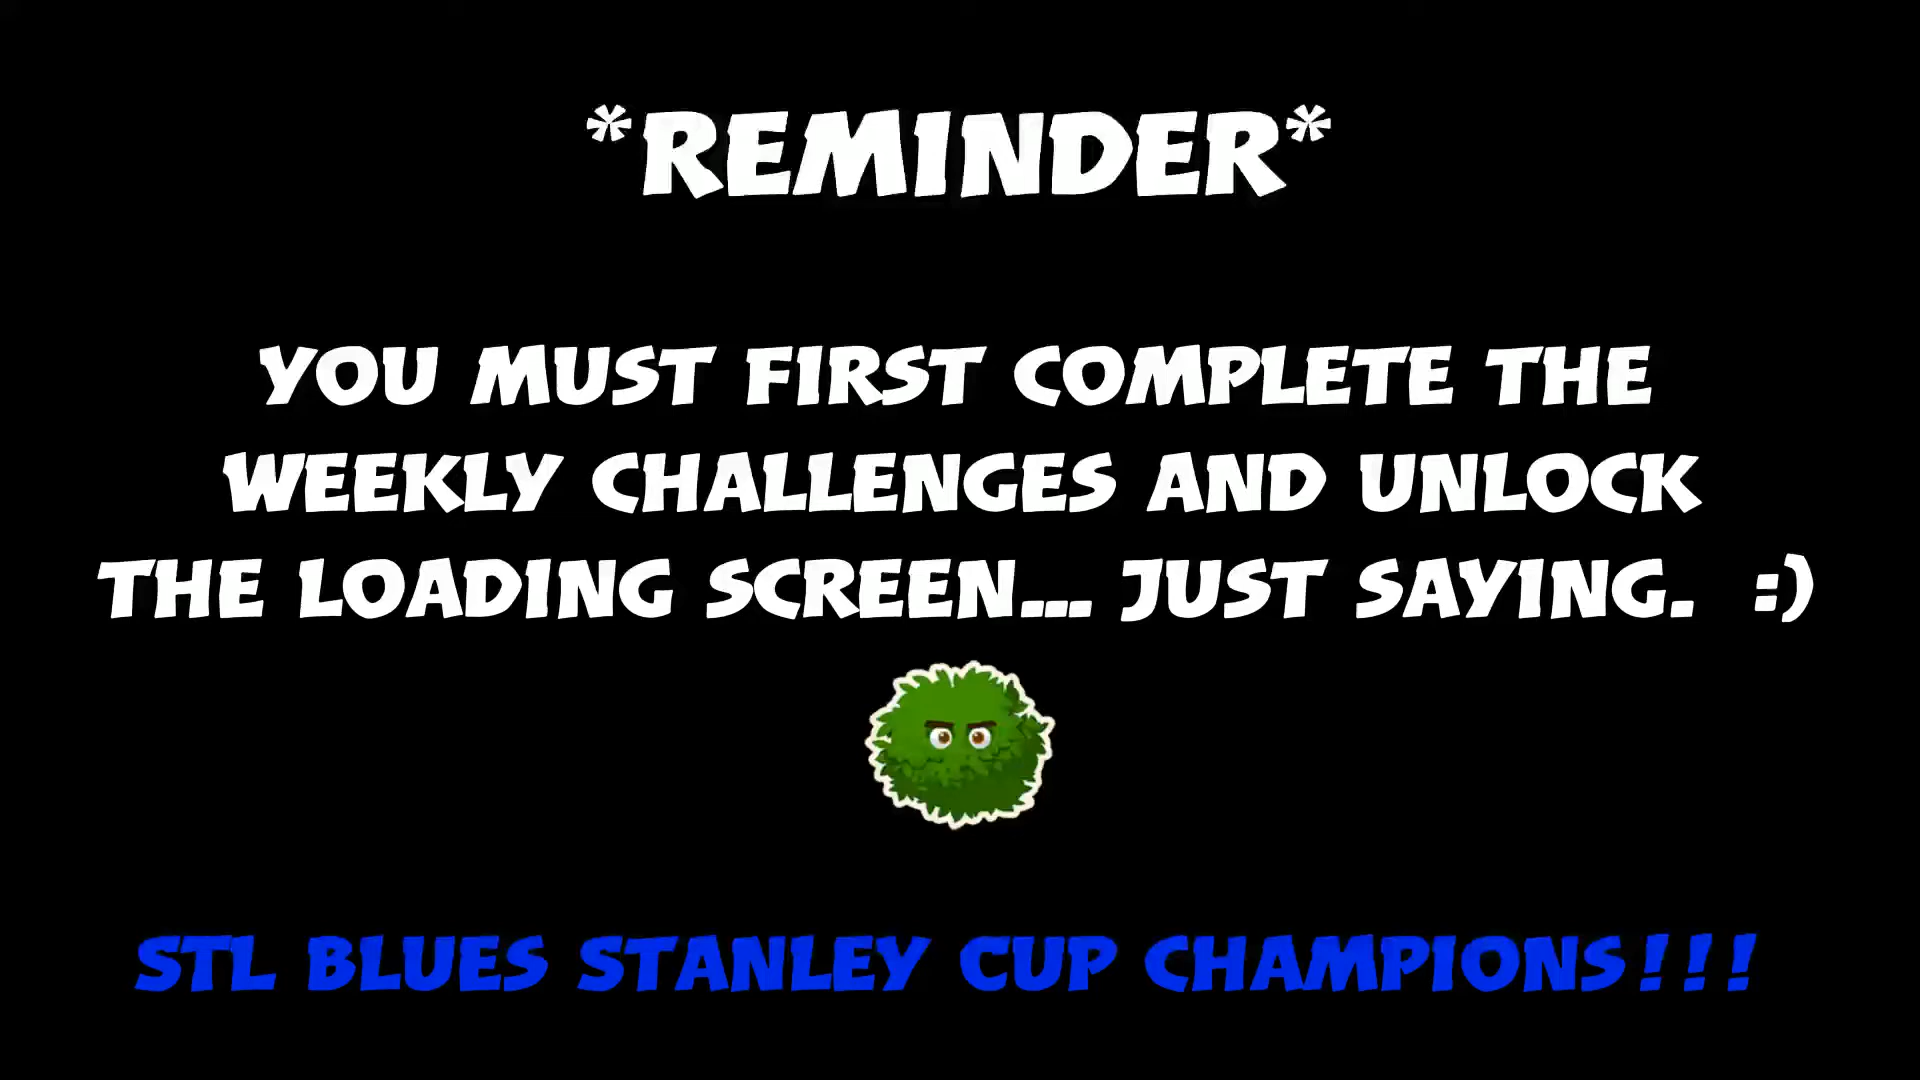 *REMINDER*
YOU MUST FIRST COMPLETE THE
WEEKLY CHALLENGES AND UNLOCK
THE LOADING SCREEN... JUST SAYING.  :)
STL BLUES STANLEY CUP CHAMPIONS!!!